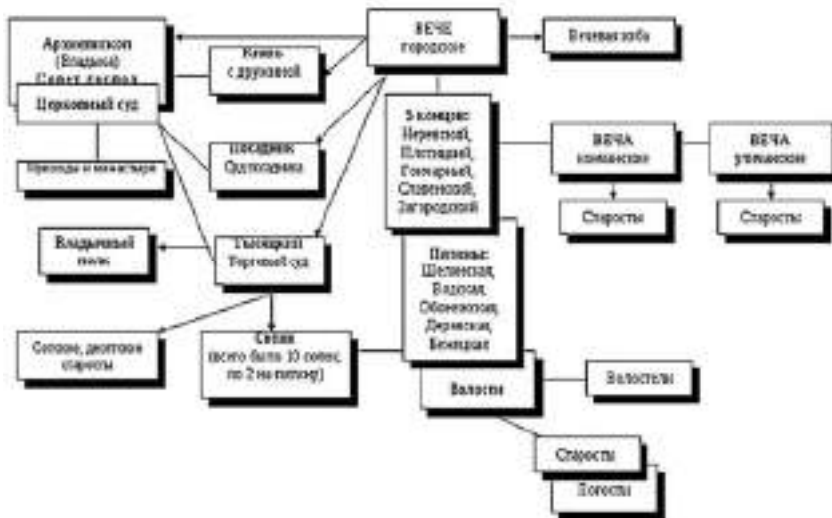 ВЕЧЕ
городское
Вечевая изба
Архиепископ
(Владыка)
Совет господ
Церковный суд
Князь
с дружиной
Приходы и монастыри
Посадник
Суд посадника
5 концов:
Неревский,
Плотницкий,
Гончарный,
Славенский,
Загородский
ВЕЧА
кончанские
ВЕЧА
уличанские
Старосты
Старосты
Владычный
полк
Тысяцкий
Торговый суд
Пятины:
Шелонская,
Водская,
Обонежская,
Деревская,
Бежецкая
Сотские, десятские
старосты
Сотни
(всего было 10 сотен,
по 2 на пятину)
Волости
Волостели
Старосты
Погосты